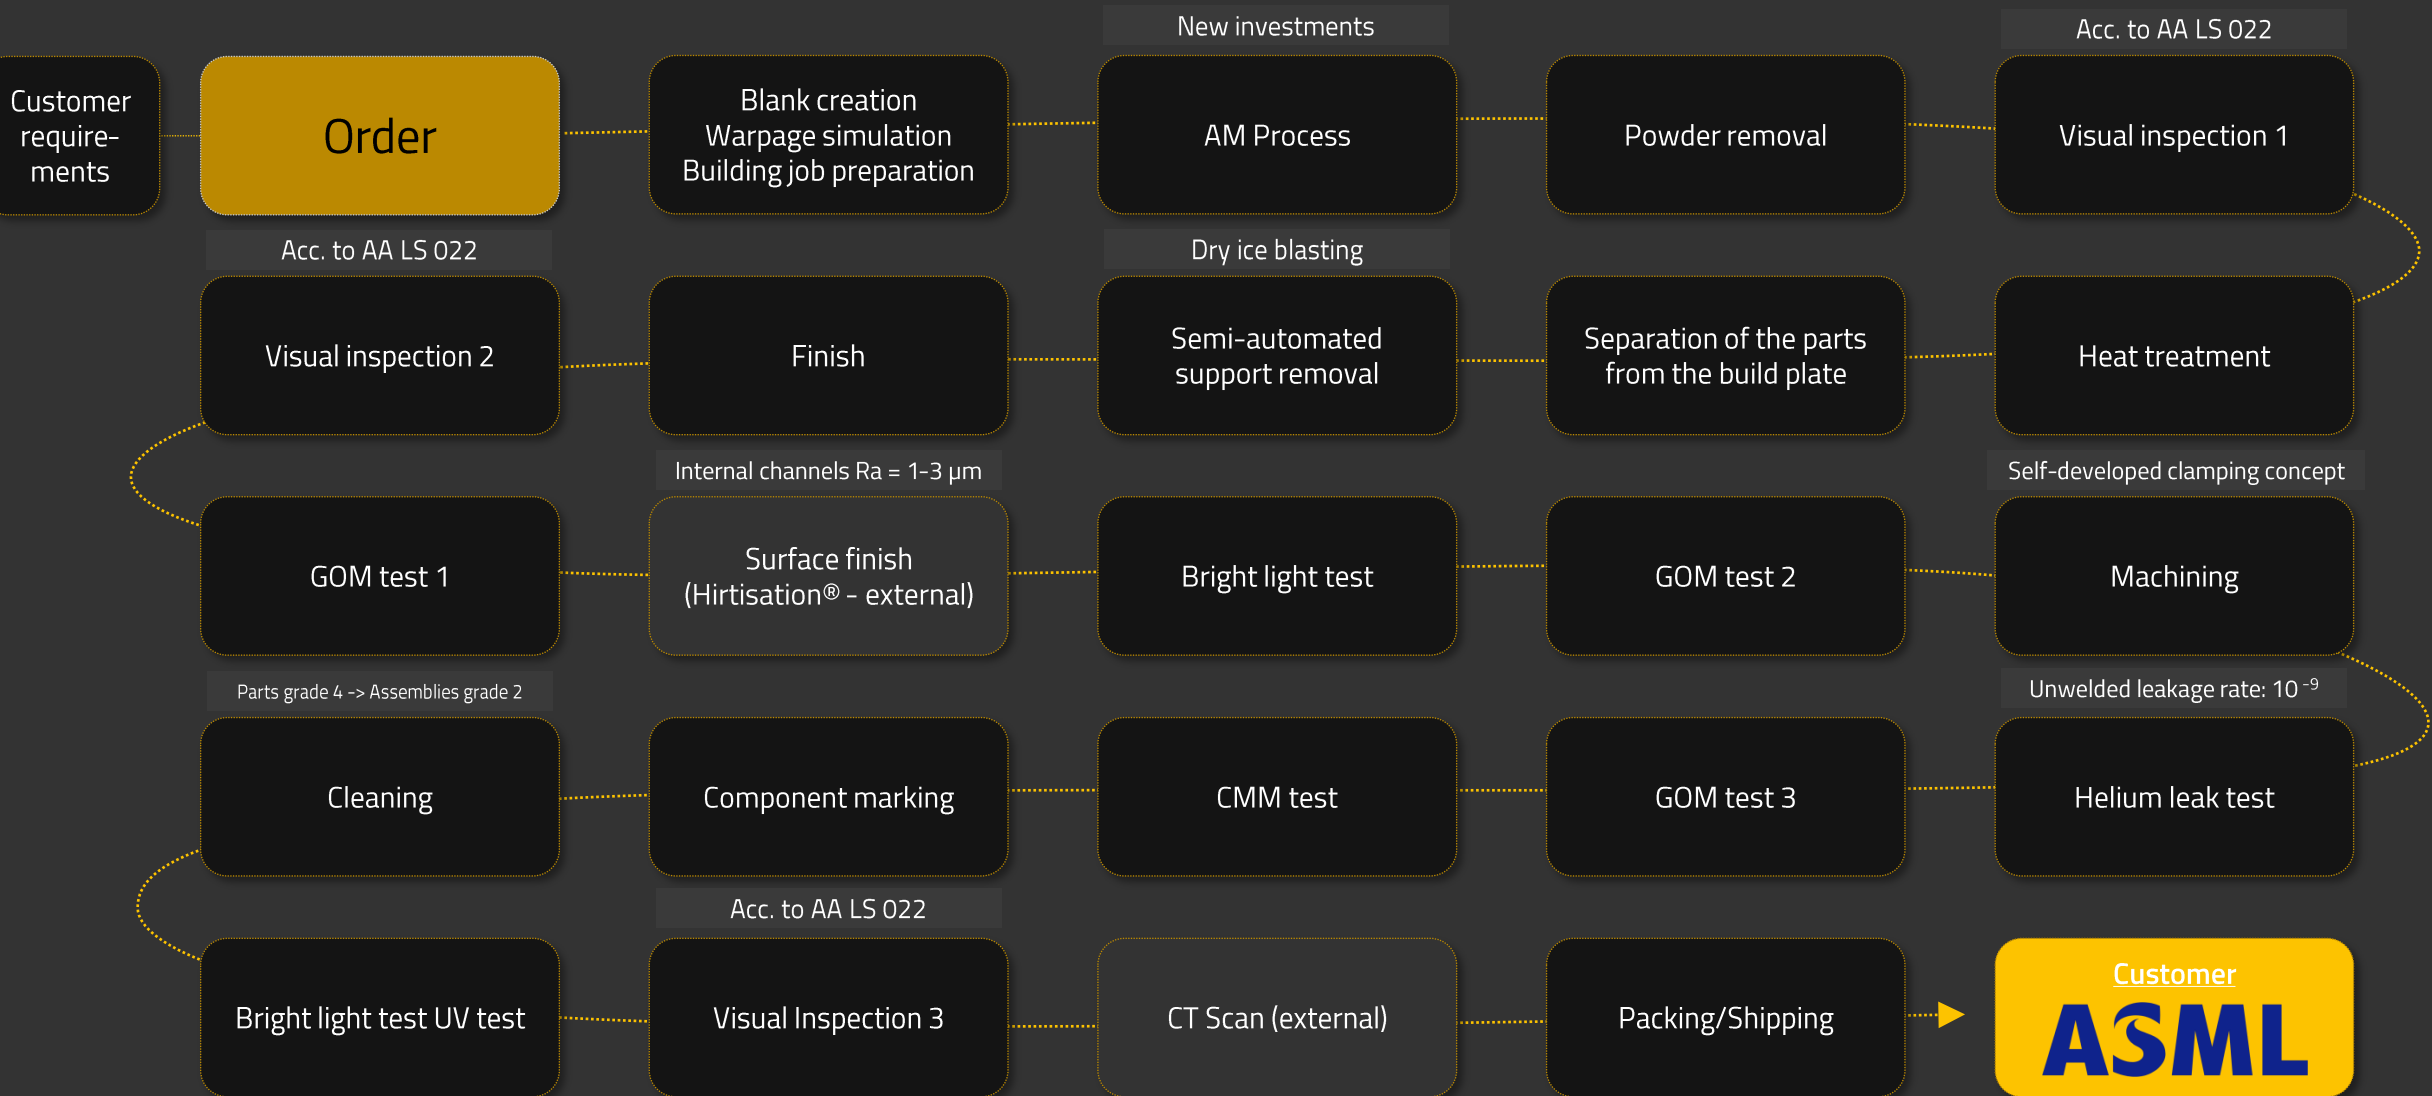 New investments
Acc. to AA LS 022
Customer
require-
ments
Order
Blank creation
Warpage simulation
Building job preparation
AM Process
Powder removal
Visual inspection 1
Acc. to AA LS 022
Dry ice blasting
Visual inspection 2
Finish
Semi-automated
support removal
Separation of the parts
from the build plate
Heat treatment
Internal channels Ra = 1-3 µm
Self-developed clamping concept
GOM test 1
Surface finish
(Hirtisation® - external)
Bright light test
GOM test 2
Machining
Parts grade 4 -> Assemblies grade 2
Unwelded leakage rate: 10⁻⁹
Cleaning
Component marking
CMM test
GOM test 3
Helium leak test
Acc. to AA LS 022
Bright light test UV test
Visual Inspection 3
CT Scan (external)
Packing/Shipping
Customer
ASML